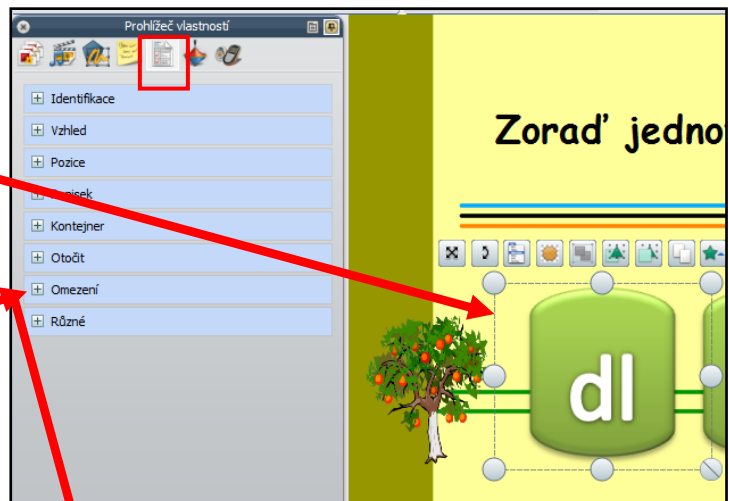 Prohlížeč vlastností
Identifikace
Vzhled
Pozice
Kontejner
Otočit
Omezení
Různé
Zoraď jedno
dl